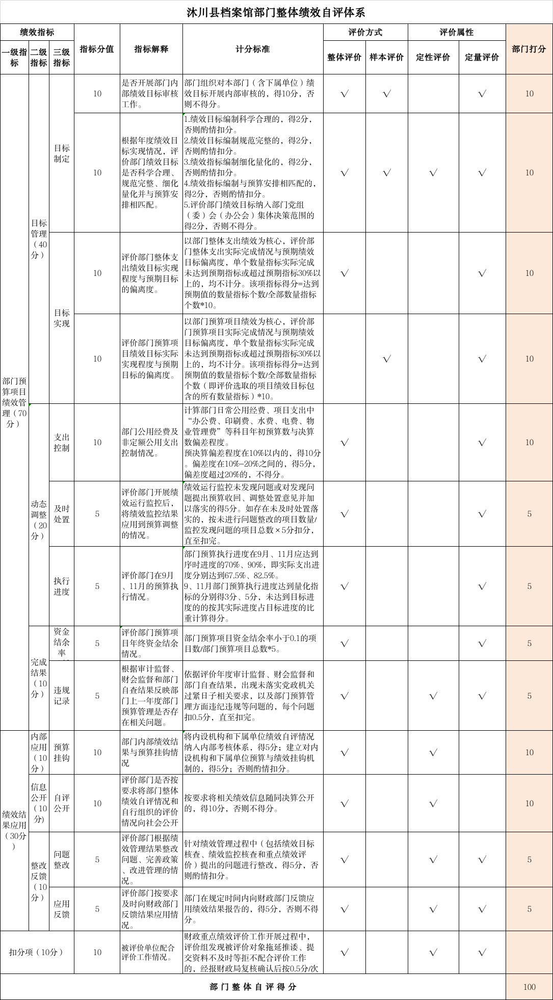 沐川县档案馆部门整体绩效自评体系
绩效指标
指标分值
指标解释
计分标准
评价方式
评价属性
部门打分
一级指
标
二级
指标
三级
指标
整体评价
样本评价
定性评价
定量评价
部门预
算项目
绩效管
理（70
分）
目标
管理
（40
分）
目标
制定
10
是否开展部门内
部绩效目标审核
工作。
部门组织对本部门（含下属单位）绩
效目标开展内部审核的，得10分，否
则不得分。
√ √ √
10
10
根据年度绩效目
标实现情况，评
价部门绩效目标
是否科学合理、
规范完整、细化
量化并与预算安
排相匹配。
1.绩效目标编制科学合理的，得2分，
否则酌情扣分。
2.绩效目标编制规范完整的，得2分，
否则酌情扣分。
3.绩效指标编制细化量化的，得2分，
否则酌情扣分。
4.绩效指标编制与预算安排相匹配的，
得2分，否则酌情扣分。
5.评价部门绩效目标纳入部门党组
（委）会（办公会）集体决策范围的
得2分，否则不得分。
√ √ √ √
10
目标
实现
10
评价部门整体支
出绩效目标实现
程度与预期目标
的偏离度。
以部门整体支出绩效为核心，评价部
门整体支出实际完成情况与预期绩效
目标偏离度，单个数量指标实际完成
未达到预期指标或超过预期指标30%以
上的，均不计分。该项指标得分=达到
预期值的数量指标个数/全部数量指标
个数*10。
√ √
10
10
评价部门预算项
目绩效目标实际
实现程度与预期
目标的偏离度。
以部门预算项目绩效为核心，评价部
门预算项目实际完成情况与预期绩效
目标偏离度，单个数量指标实际完成
未达到预期指标或超过预期指标30%以
上的，均不计分。该项指标得分=达到
预期值的数量指标个数/全部数量指标
个数（即评价选取的项目绩效目标包
含的所有数量指标）*10。
√ √
10
动态
调整
（20
分）
支出
控制
10
部门公用经费及
非定额公用支出
控制情况。
计算部门日常公用经费、项目支出中
“办公费、印刷费、水费、电费、物
业管理费”等科目年初预算数与决算
数偏差程度。
预决算偏差程度在10%以内的，得10分
。偏差度在10%-20%之间的，得5分，
偏差度超过20%的，不得分。
√ √
10
及时
处置
5
评价部门开展绩
效运行监控后，
将绩效监控结果
应用到预算调整
的情况。
绩效运行监控未发现问题或对发现问
题提出预算收回、调整处置意见并加
以落实的得5分。如存在未及时处置落
实的，按未进行问题整改的项目数量/
监控发现问题的项目总数×5分扣分，
直至扣完。
√ √
5
执行
进度
5
评价部门在9月
、11月的预算执
行情况。
部门预算执行进度在9月、11月应达到
序时进度的70%、90%，即实际支出进
度分别达到67.5%、82.5%。
9、11月部门预算执行进度达到量化指
标的分别得3分、5分，未达到目标进
度的的按其实际进度占目标进度的比
重计算得分。
√ √
5
完成
结果
（10
分）
资金
结余
率
5
评价部门预算项
目年终资金结余
情况。
部门预算项目资金结余率小于0.1的项
目数/部门预算项目总数*5。
√ √
5
违规
记录
5
根据审计监督、
财会监督和部门
自查结果反映部
门上一年度部门
预算管理是否存
在相关问题。
依据评价年度审计监督、财会监督和
部门自查结果，出现未落实党政机关
过紧日子相关要求，以及部门预算管
理方面违纪违规等问题的，每个问题
扣0.5分，直至扣完。
√ √ √
5
绩效结
果应用
（30分
）
内部
应用
（10
分）
预算
挂钩
10
部门内部绩效结
果与预算挂钩情
况
将内设机构和下属单位绩效自评情况
纳入内部考核体系，得5分；建立对内
设机构和下属单位预算与绩效挂钩机
制的，得5分；否则酌情扣分。
√ √
10
信息
公开
（10
分)
自评
公开
10
评价部门是否按
要求将部门整体
绩效自评情况和
自行组织的评价
情况向社会公开
按要求将相关绩效信息随同决算公开
的，得10分，否则不得分。
√ √
10
整改
反馈
（10
分）
问题
整改
5
评价部门根据绩
效管理结果整改
问题、完善政策
、改进管理的情
况。
针对绩效管理过程中（包括绩效目标
核查、绩效监控核查和重点绩效评
价）提出的问题进行整改，得5分，否
则酌情扣分。
√ √ √
5
应用
反馈
5
评价部门按要求
及时向财政部门
反馈结果应用情
况。
部门在规定时间内向财政部门反馈应
用绩效结果报告的，得5分，否则不得
分。
√ √ √
5
扣分项（10分）
10
被评价单位配合
评价工作情况。
财政重点绩效评价工作开展过程中，
评价组发现被评价对象拖延推诿、提
交资料不及时等拒不配合评价工作
的，经报财政局复核确认后按0.5分/次
√ √ √
部门整体自评得分
100